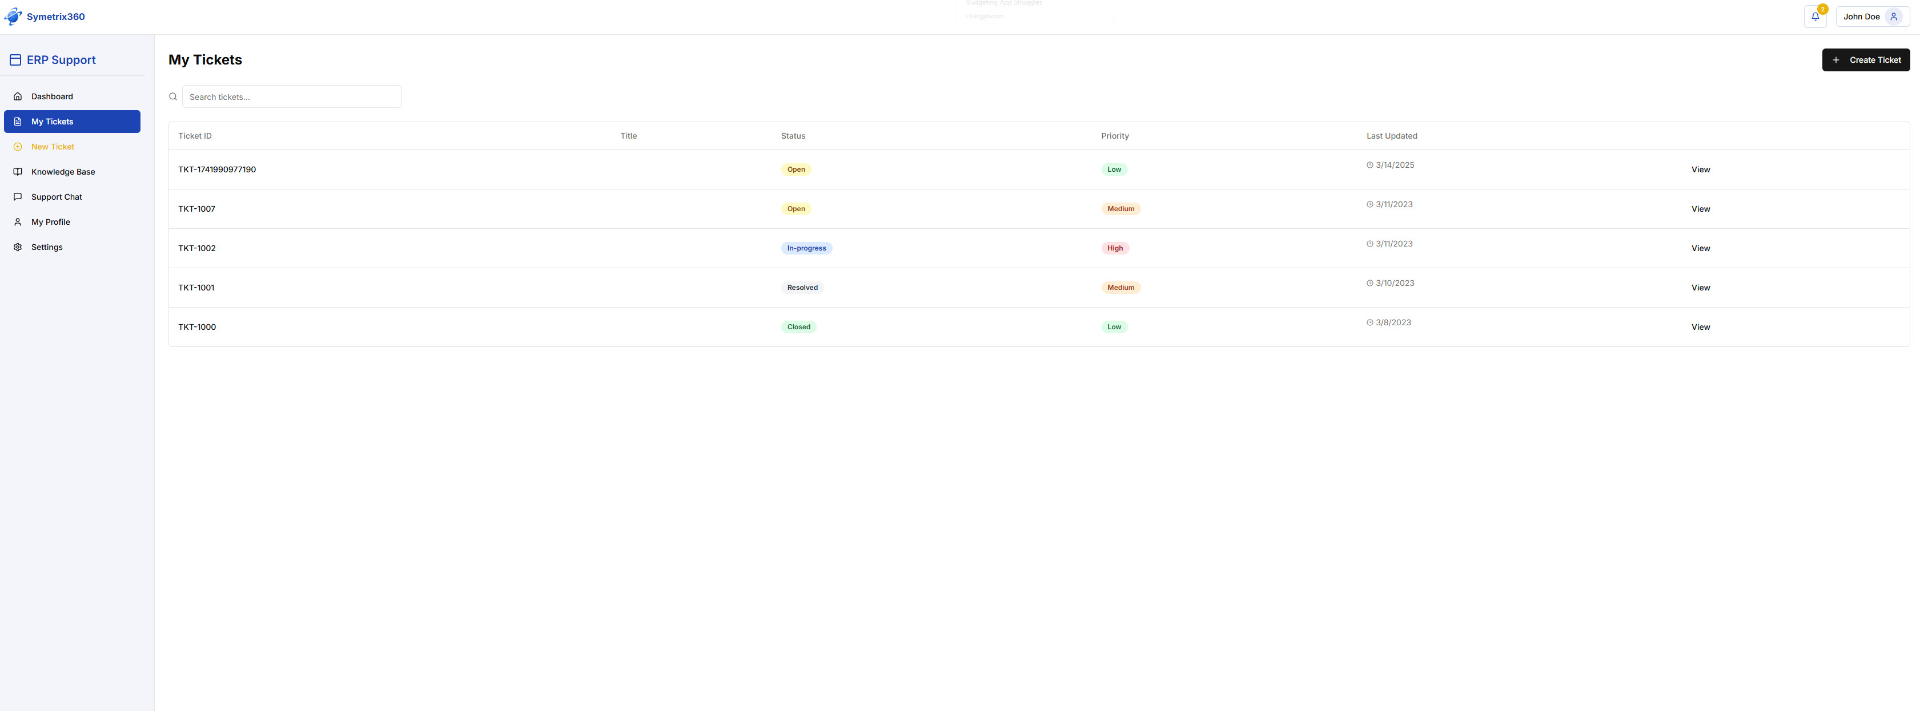 Symetrix360
Budgeting App Struggles
2
John Doe
ERP Support
Dashboard
My Tickets
New Ticket
Knowledge Base
Support Chat
My Profile
Settings
My Tickets
Create Ticket
Search tickets...
Ticket ID Title Status Priority Last Updated
TKT-1741990977190 Open Low 3/14/2025 View
TKT-1007 Open Medium 3/11/2023 View
TKT-1002 In-progress High 3/11/2023 View
TKT-1001 Resolved Medium 3/10/2023 View
TKT-1000 Closed Low 3/8/2023 View